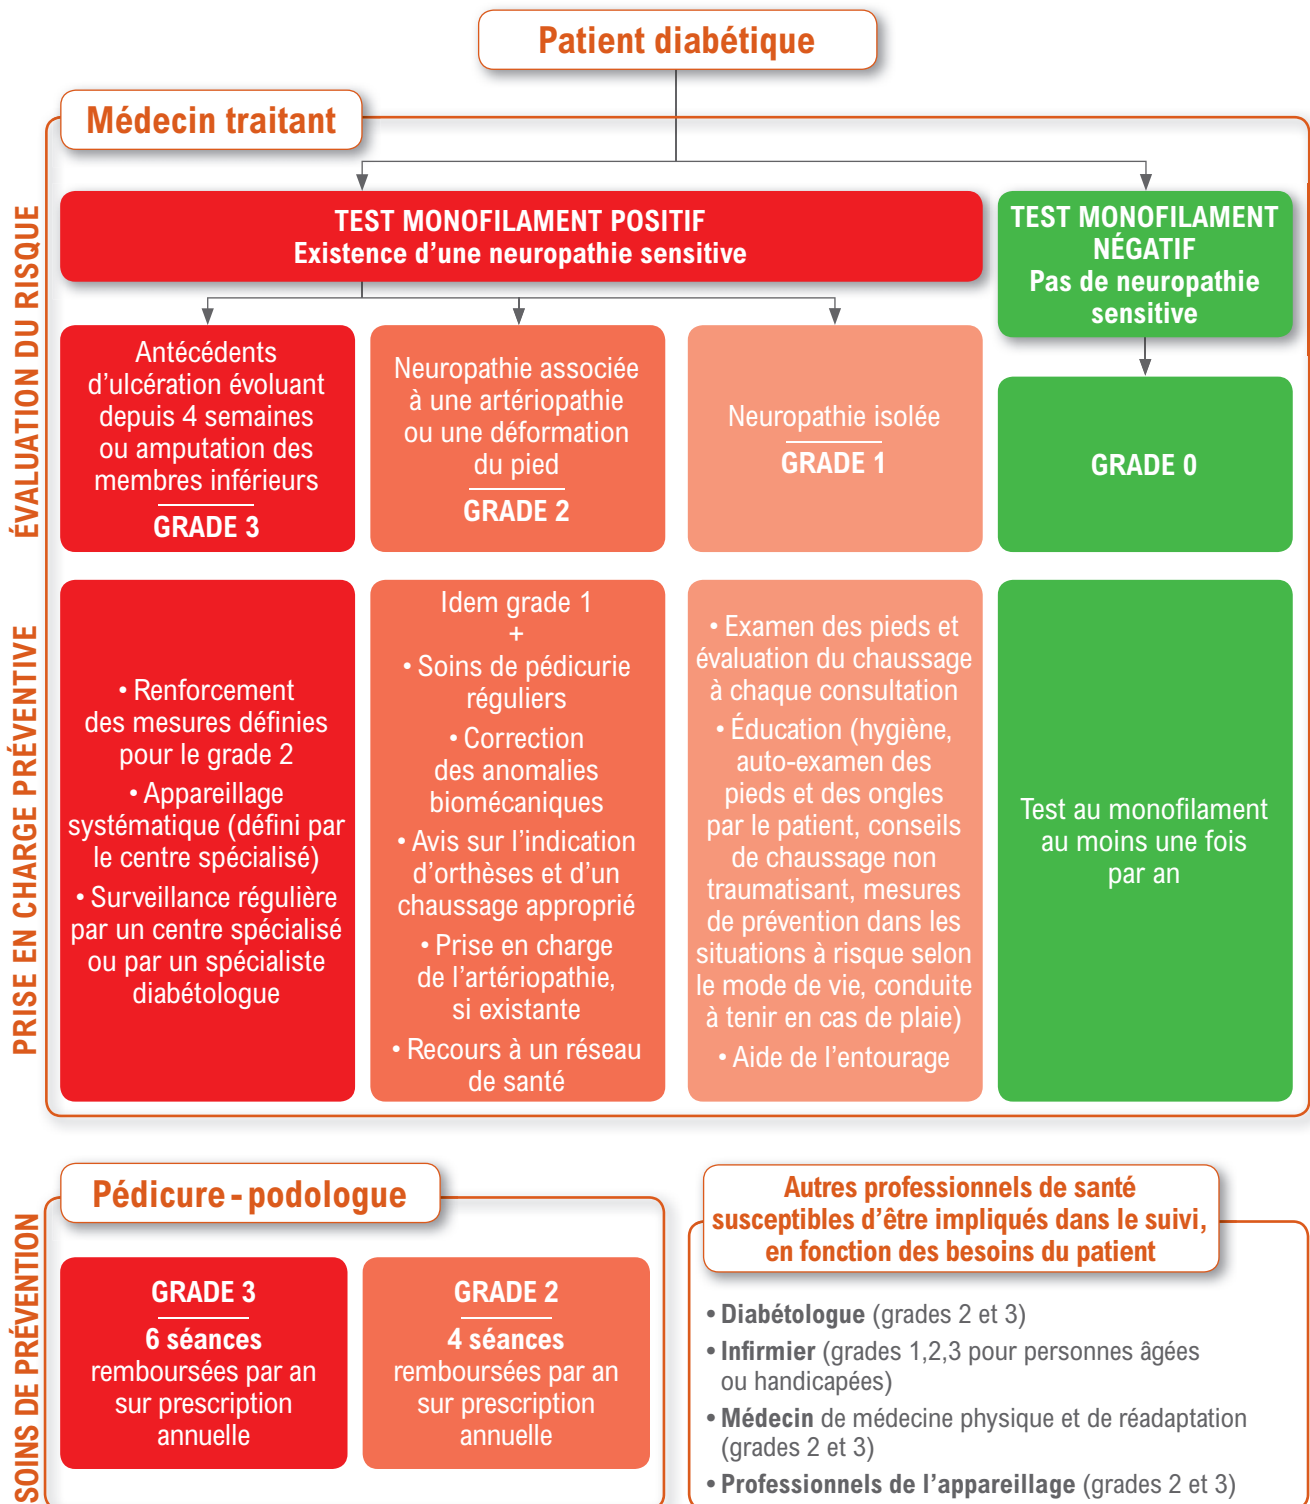 Patient diabétique
Médecin traitant
ÉVALUATION DU RISQUE
TEST MONOFILAMENT POSITIF
Existence d’une neuropathie sensitive
TEST MONOFILAMENT
NÉGATIF
Pas de neuropathie
sensitive
Antécédents
d’ulcération évoluant
depuis 4 semaines
ou amputation des
membres inférieurs
GRADE 3
Neuropathie associée
à une artériopathie
ou une déformation
du pied
GRADE 2
Neuropathie isolée
GRADE 1
GRADE 0
PRISE EN CHARGE PRÉVENTIVE
• Renforcement
des mesures définies
pour le grade 2
• Appareillage
systématique (défini par
le centre spécialisé)
• Surveillance régulière
par un centre spécialisé
ou par un spécialiste
diabétologue
Idem grade 1
+
• Soins de pédicurie
réguliers
• Correction
des anomalies
biomécaniques
• Avis sur l’indication
d’orthèses et d’un
chaussage approprié
• Prise en charge
de l’artériopathie,
si existante
• Recours à un réseau
de santé
• Examen des pieds et
évaluation du chaussage
à chaque consultation
• Éducation (hygiène,
auto-examen des
pieds et des ongles
par le patient, conseils
de chaussage non
traumatisant, mesures
de prévention dans les
situations à risque selon
le mode de vie, conduite
à tenir en cas de plaie)
• Aide de l’entourage
Test au monofilament
au moins une fois
par an
SOINS DE PRÉVENTION
Pédicure - podologue
GRADE 3
6 séances
remboursées par an
sur prescription
annuelle
GRADE 2
4 séances
remboursées par an
sur prescription
annuelle
Autres professionnels de santé
susceptibles d’être impliqués dans le suivi,
en fonction des besoins du patient
• Diabétologue (grades 2 et 3)
• Infirmier (grades 1,2,3 pour personnes âgées
ou handicapées)
• Médecin de médecine physique et de réadaptation
(grades 2 et 3)
• Professionnels de l’appareillage (grades 2 et 3)